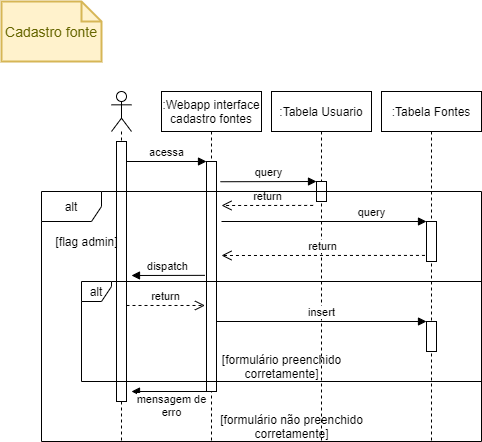 Cadastro fonte
:Webapp interface
cadastro fontes
:Tabela Usuario
:Tabela Fontes
acessa
query
return
alt
query
[flag admin]
return
dispatch
alt
return
insert
[formulário preenchido
corretamente]
mensagem de
erro
[formulário não preenchido
corretamente]